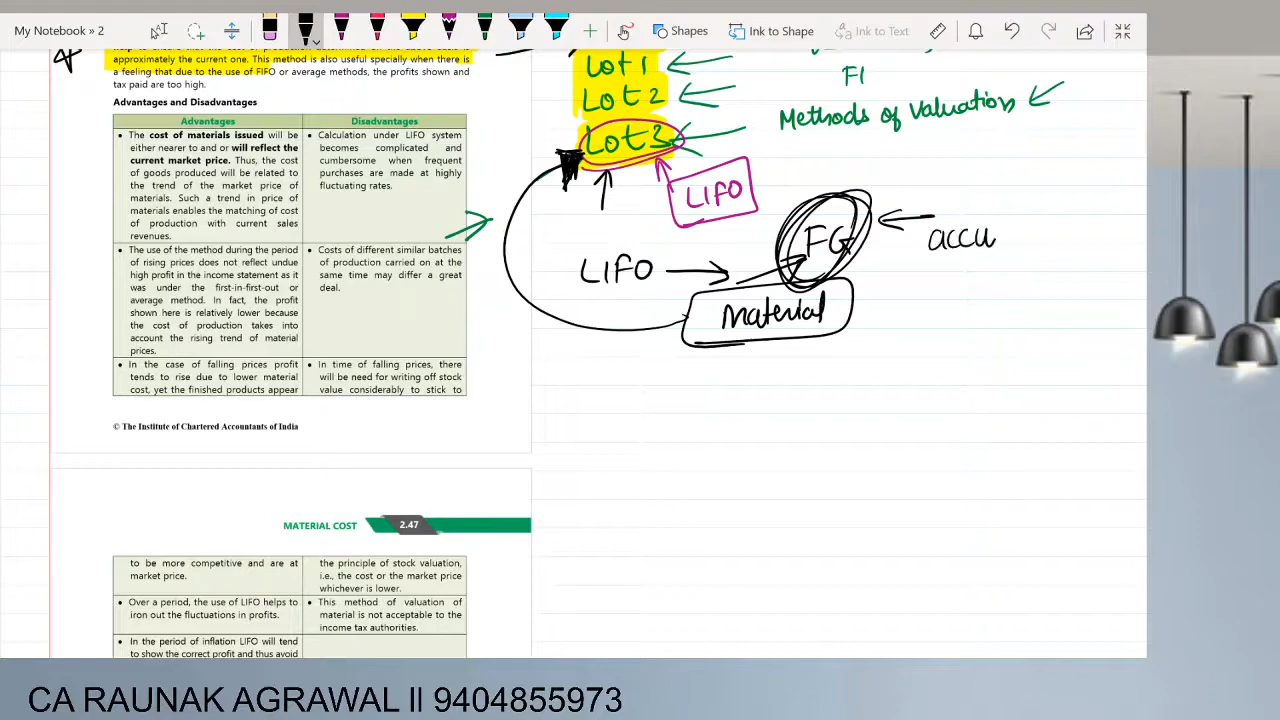 My Notebook » 2
Shapes
Ink to Shape
Ink to Text
help to ensure that the cost of production determined on the above basis is
approximately the current one. This method is also useful specially when there is
a feeling that due to the use of FIFO or average methods, the profits shown and
tax paid are too high.
Advantages and Disadvantages
Advantages
Disadvantages
• The cost of materials issued will be
either nearer to and or will reflect the
current market price. Thus, the cost
of goods produced will be related to
the trend of the market price of
materials. Such a trend in price of
materials enables the matching of cost
of production with current sales
revenues.
• Calculation under LIFO system
becomes complicated and
cumbersome when frequent
purchases are made at highly
fluctuating rates.
• The use of the method during the period
of rising prices does not reflect undue
high profit in the income statement as it
was under the first-in-first-out or
average method. In fact, the profit
shown here is relatively lower because
the cost of production takes into
account the rising trend of material
prices.
• Costs of different similar batches
of production carried on at the
same time may differ a great
deal.
• In the case of falling prices profit
tends to rise due to lower material
cost, yet the finished products appear
• In time of falling prices, there
will be need for writing off stock
value considerably to stick to
© The Institute of Chartered Accountants of India
MATERIAL COST
2.47
to be more competitive and are at
market price.
the principle of stock valuation,
i.e., the cost or the market price
whichever is lower.
• Over a period, the use of LIFO helps to
iron out the fluctuations in profits.
• This method of valuation of
material is not acceptable to the
income tax authorities.
• In the period of inflation LIFO will tend
to show the correct profit and thus avoid
Lot 1
Lot 2
Lot 3
FI
Methods of Valuation
LIFO
FG
accu
LIFO
Material
CA RAUNAK AGRAWAL ll 9404855973